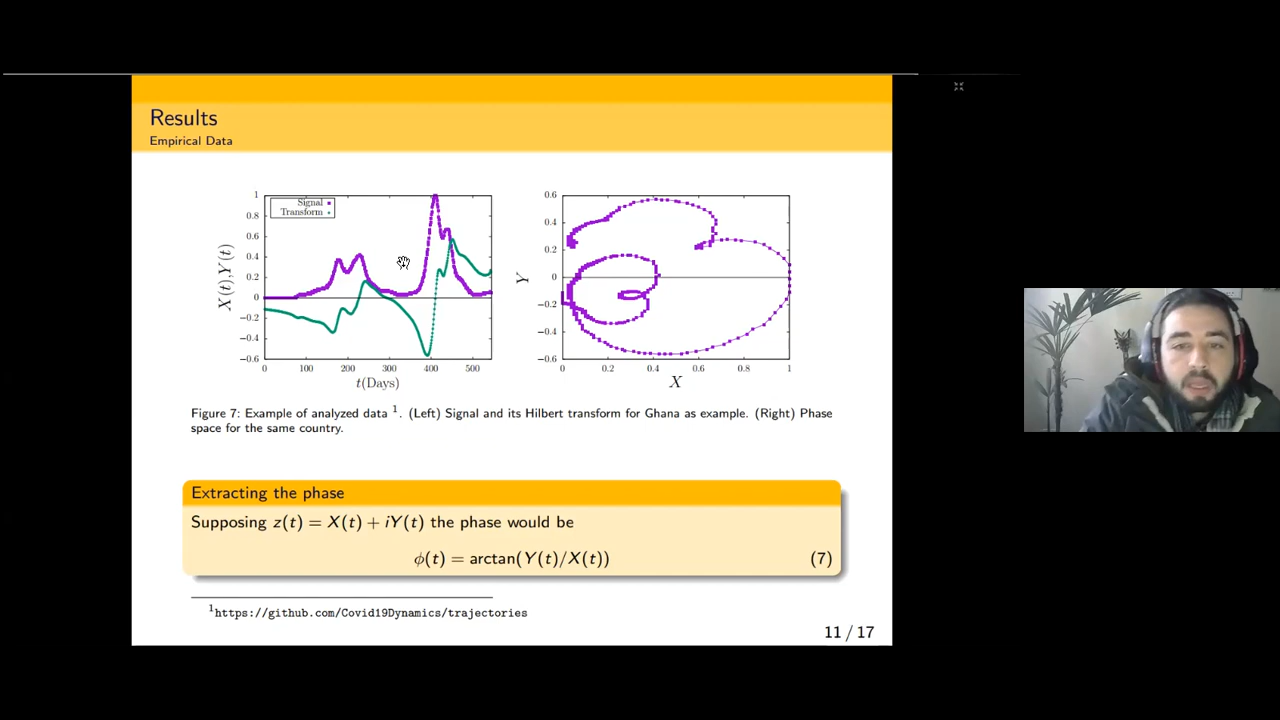 Results
Empirical Data
Signal
Transform
X(t),Y(t)
1
0.8
0.6
0.4
0.2
0
−0.2
−0.4
−0.6
0 100 200 300 400 500
t(Days)
Y
0.6
0.4
0.2
0
−0.2
−0.4
−0.6
0 0.2 0.4 0.6 0.8 1
X
Figure 7: Example of analyzed data 1. (Left) Signal and its Hilbert transform for Ghana as example. (Right) Phase
space for the same country.
Extracting the phase
Supposing z(t) = X(t) + iY(t) the phase would be
ϕ(t) = arctan(Y(t)/X(t)) (7)
1https://github.com/Covid19Dynamics/trajectories
11 / 17